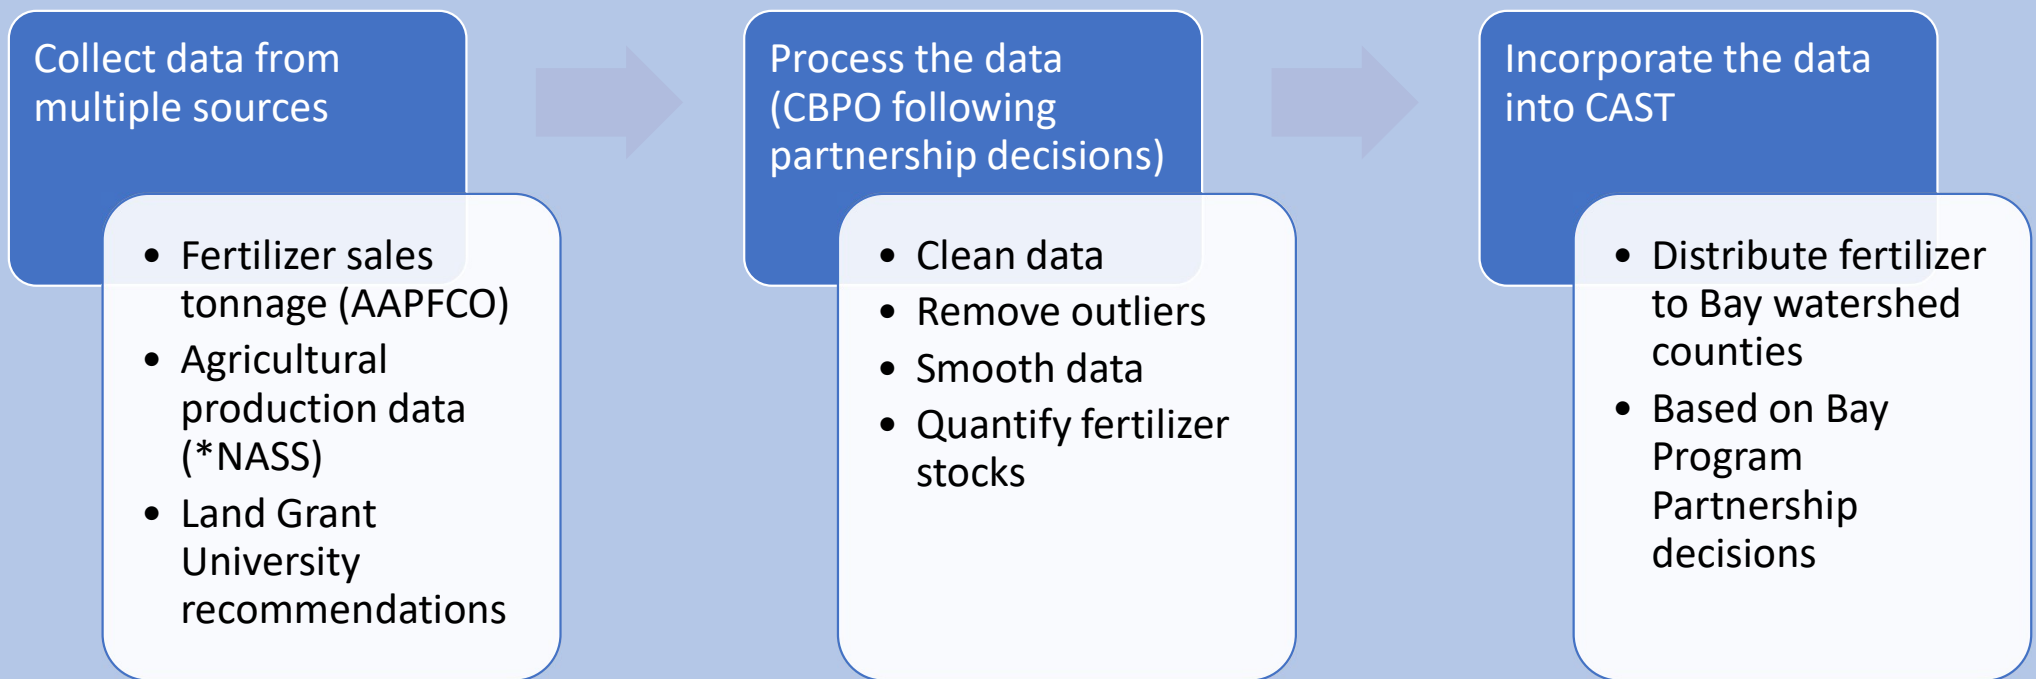 Collect data from
multiple sources
• Fertilizer sales
tonnage (AAPFCO)
• Agricultural
production data
(*NASS)
• Land Grant
University
recommendations
Process the data
(CBPO following
partnership decisions)
• Clean data
• Remove outliers
• Smooth data
• Quantify fertilizer
stocks
Incorporate the data
into CAST
• Distribute fertilizer
to Bay watershed
counties
• Based on Bay
Program
Partnership
decisions